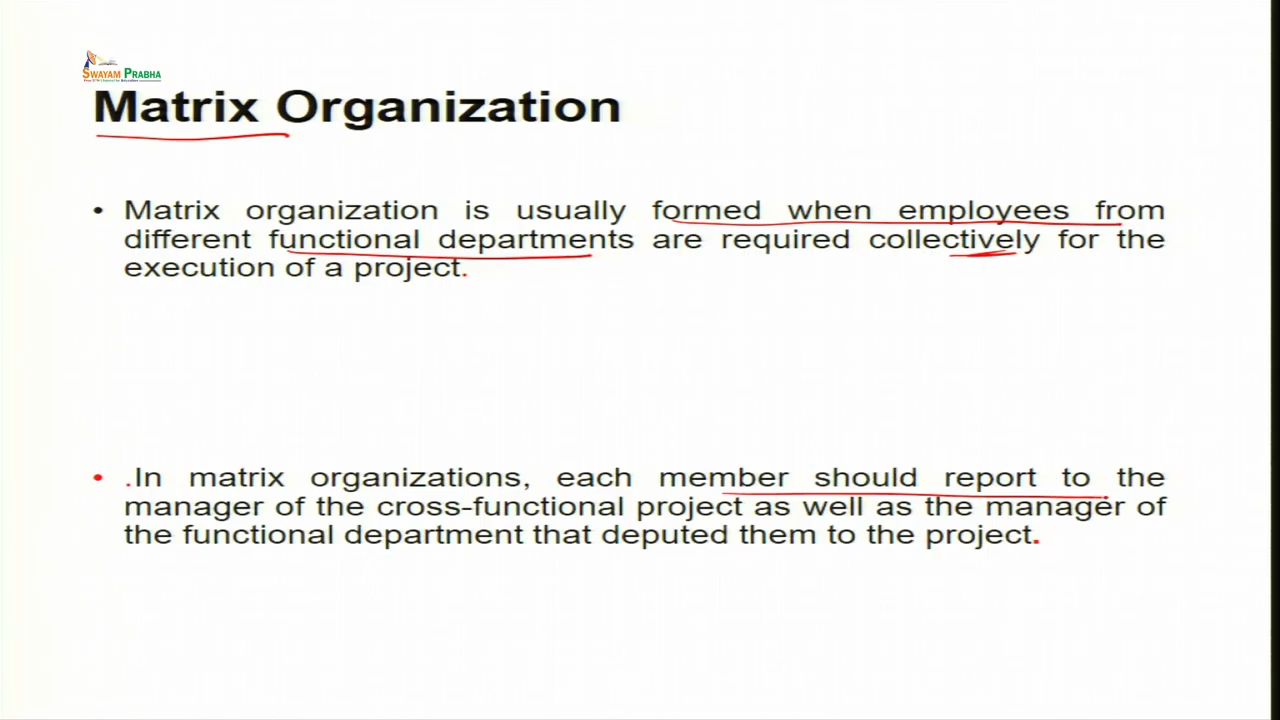 SWAYAM PRABHA
Matrix Organization
• Matrix organization is usually formed when employees from
different functional departments are required collectively for the
execution of a project.
• .In matrix organizations, each member should report to the
manager of the cross-functional project as well as the manager of
the functional department that deputed them to the project.